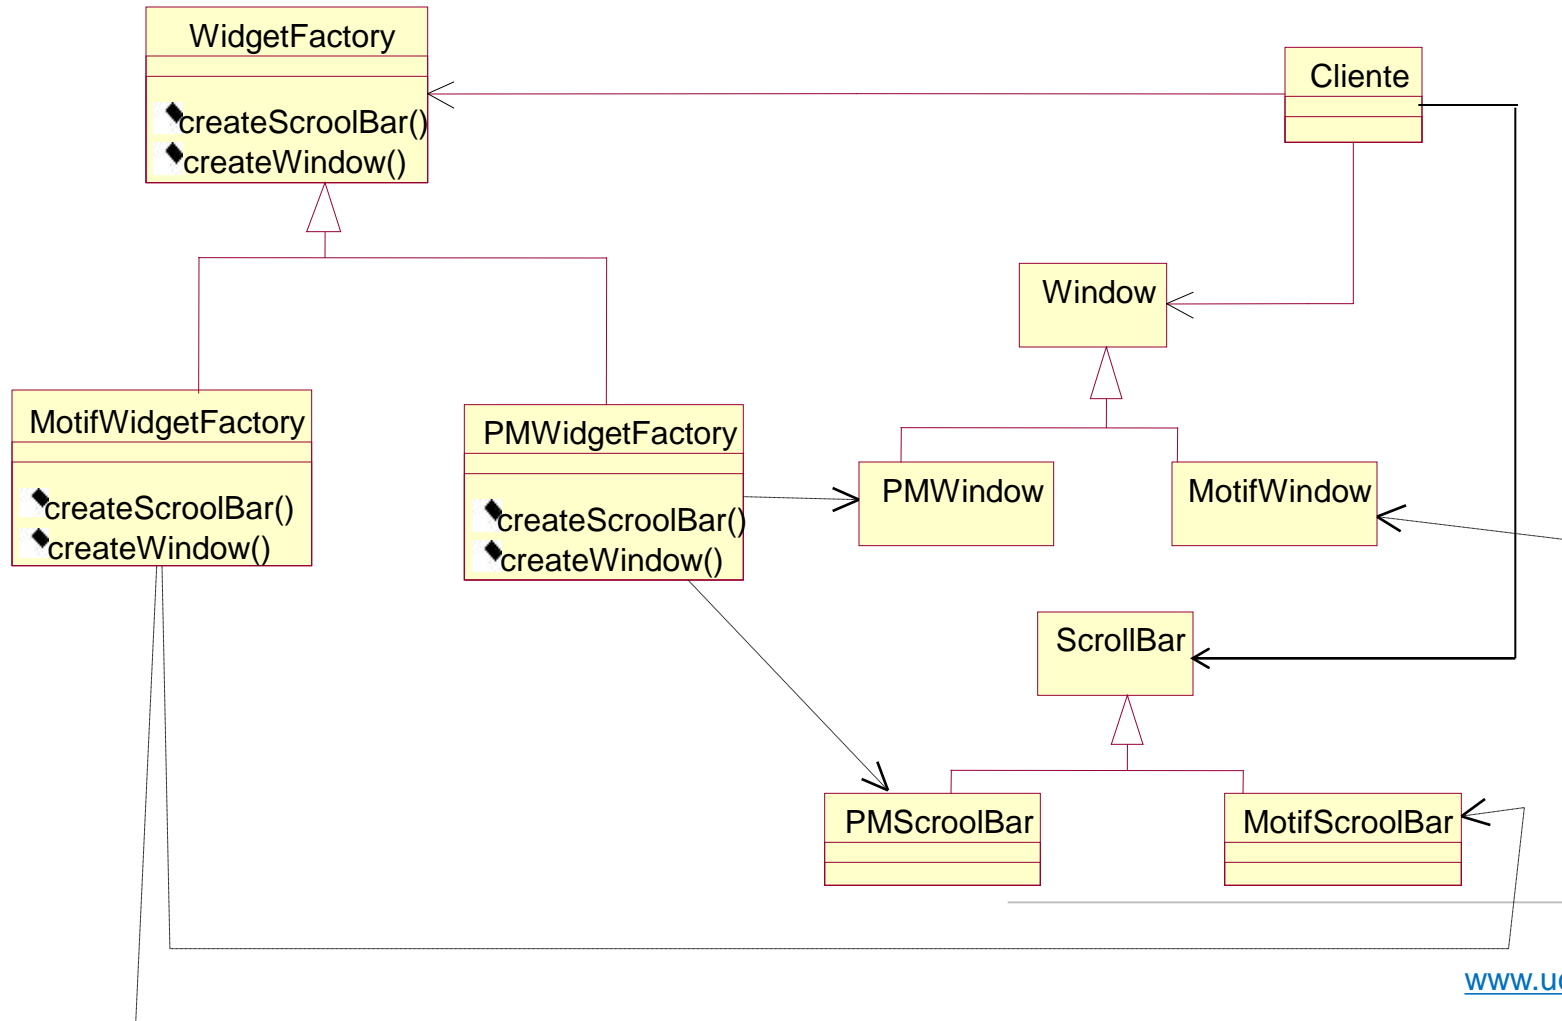 WidgetFactory
createScroolBar()
createWindow()
Cliente
Window
MotifWidgetFactory
createScroolBar()
createWindow()
PMWidgetFactory
createScroolBar()
createWindow()
PMWindow
MotifWindow
ScrollBar
PMScroolBar
MotifScroolBar